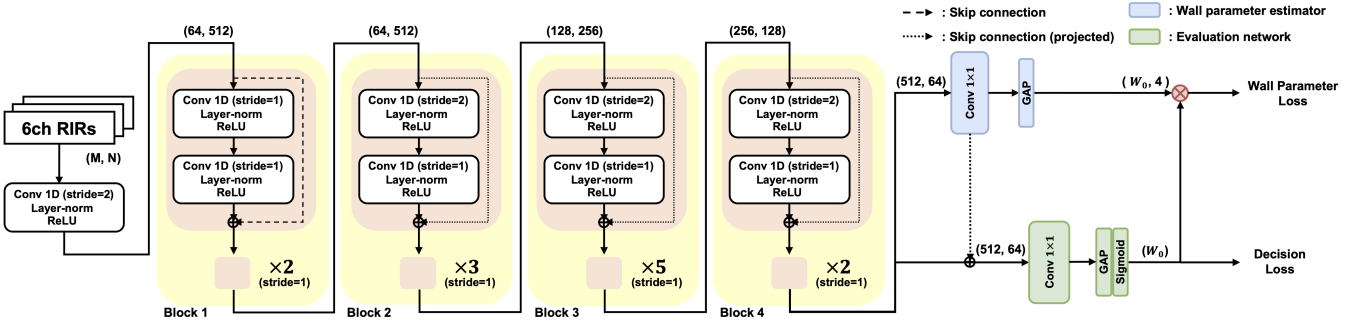 : Skip connection
: Skip connection (projected)
: Wall parameter estimator
: Evaluation network
6ch RIRs
(M, N)
Conv 1D (stride=2)
Layer-norm
ReLU
(64, 512)
Conv 1D (stride=1)
Layer-norm
ReLU
Conv 1D (stride=1)
Layer-norm
ReLU
×2
(stride=1)
Block 1
(64, 512)
Conv 1D (stride=2)
Layer-norm
ReLU
Conv 1D (stride=1)
Layer-norm
ReLU
×3
(stride=1)
Block 2
(128, 256)
Conv 1D (stride=2)
Layer-norm
ReLU
Conv 1D (stride=1)
Layer-norm
ReLU
×5
(stride=1)
Block 3
(256, 128)
Conv 1D (stride=2)
Layer-norm
ReLU
Conv 1D (stride=1)
Layer-norm
ReLU
×2
(stride=1)
Block 4
(512, 64)
Conv 1×1
GAP
(W₀, 4)
Wall Parameter
Loss
(512, 64)
Conv 1×1
GAP
Sigmoid
(W₀)
Decision
Loss